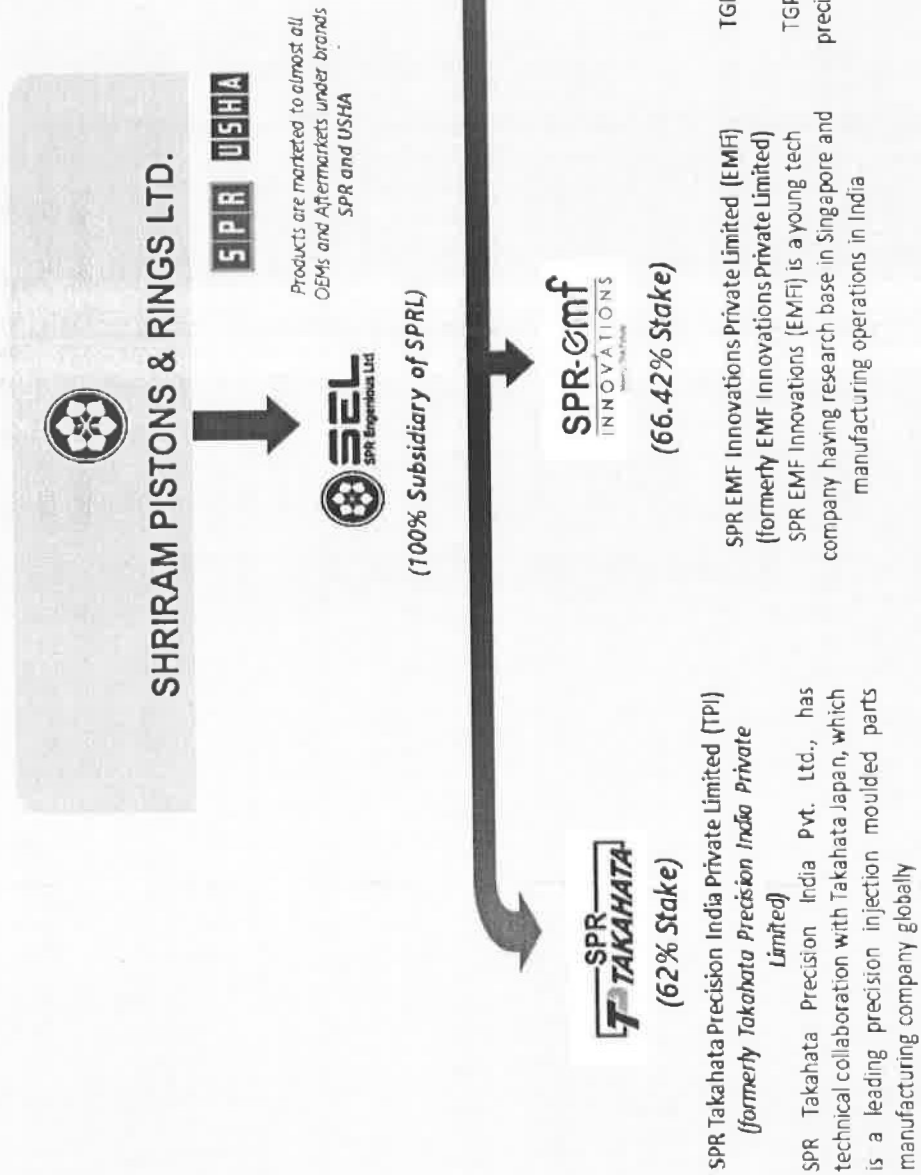 SHRIRAM PISTONS & RINGS LTD.
SPR USHA
Products are marketed to almost all
OEMs and Aftermarkets under brands
SPR and USHA
SEL
SPR Engenious Ltd
(100% Subsidiary of SPRL)
SPR
TAKAHATA
(62% Stake)
SPR Takahata Precision India Private Limited (TPI)
(formerly Takahata Precision India Private
Limited)
SPR Takahata Precision India Pvt. Ltd., has
technical collaboration with Takahata Japan, which
is a leading precision injection moulded parts
manufacturing company globally
SPR-emf
INNOVATIONS
(66.42% Stake)
SPR EMF Innovations Private Limited (EMFi)
(formerly EMF Innovations Private Limited)
SPR EMF Innovations (EMFi) is a young tech
company having research base in Singapore and
manufacturing operations in India